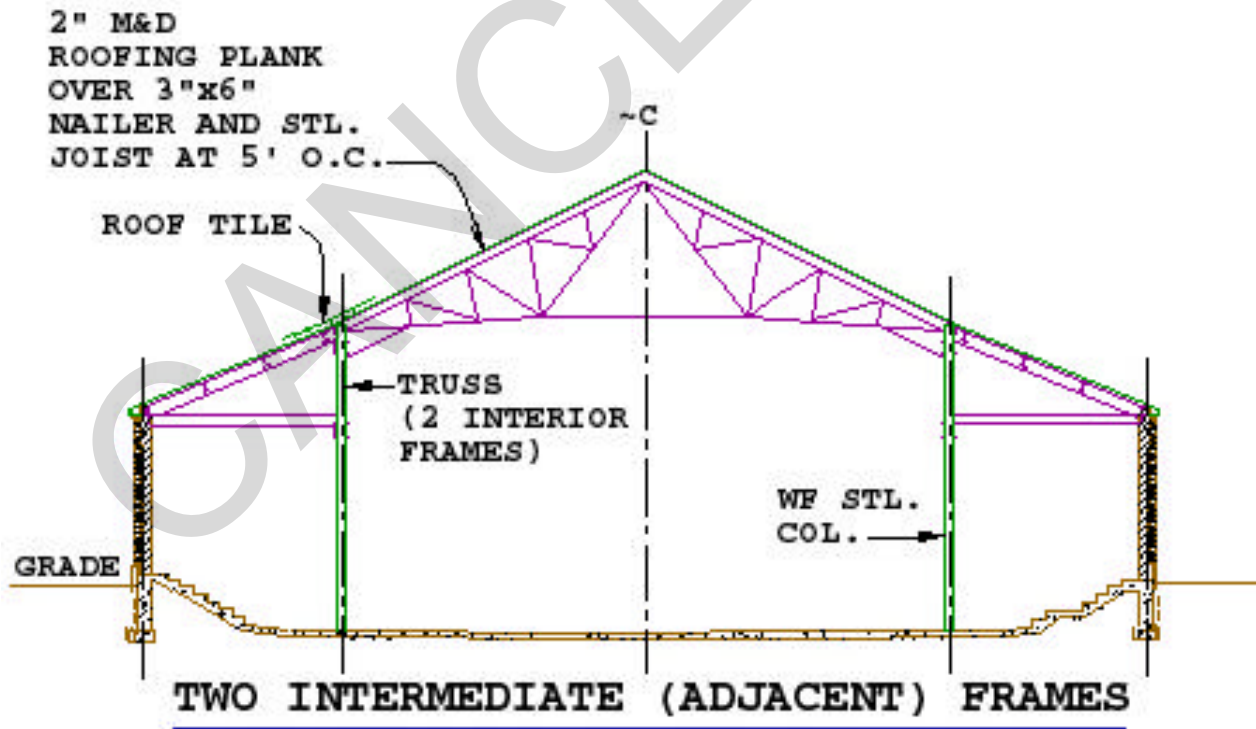 2" M&D
ROOFING PLANK
OVER 3"x6"
NAILER AND STL.
JOIST AT 5' O.C.
~C
ROOF TILE
TRUSS
(2 INTERIOR
FRAMES)
WF STL.
COL.
GRADE
TWO INTERMEDIATE (ADJACENT) FRAMES